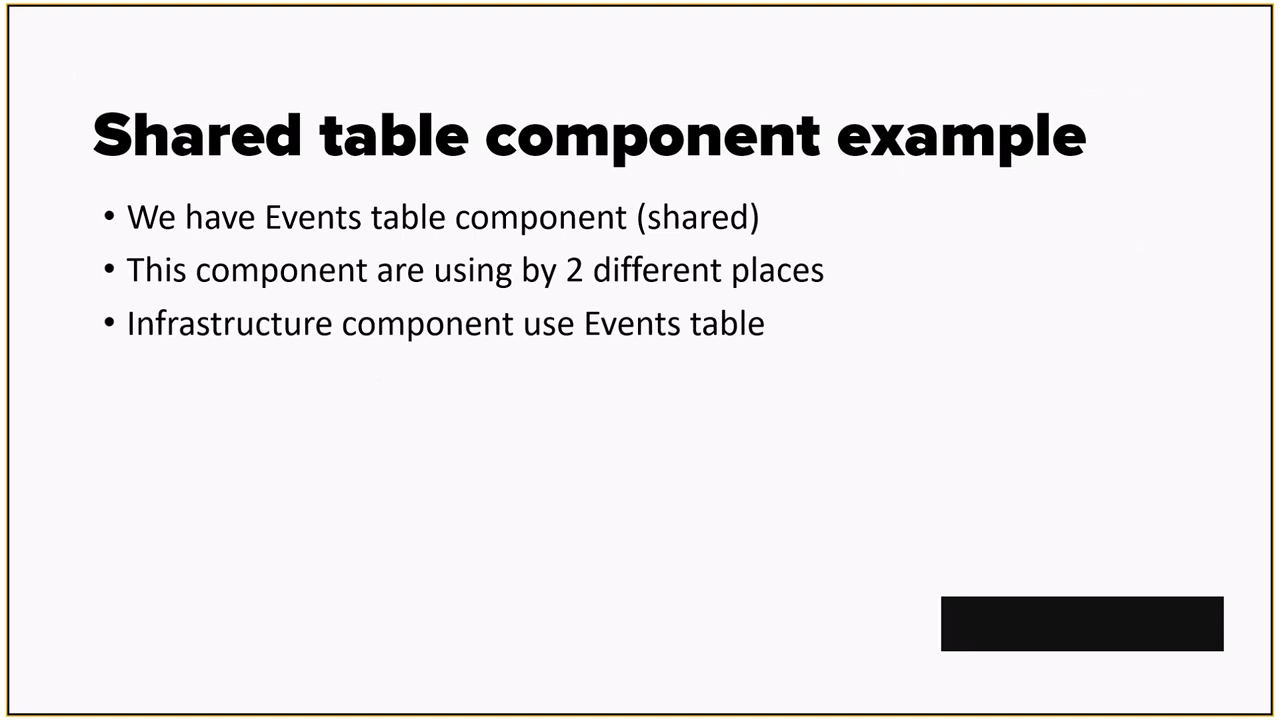 Shared table component example
• We have Events table component (shared)
• This component are using by 2 different places
• Infrastructure component use Events table